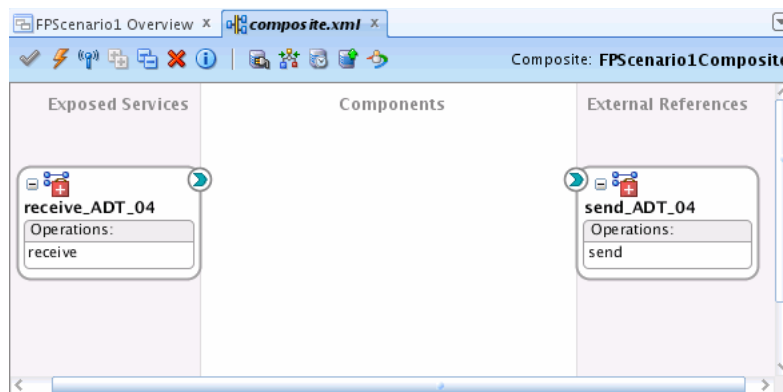 FPScenario1 Overview
composite.xml
Composite: FPScenario1Composite
Exposed Services
Components
External References
receive_ADT_04
Operations:
receive
send_ADT_04
Operations:
send